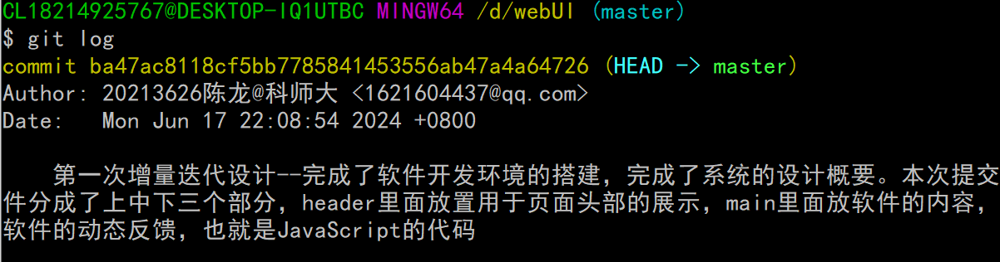 CL18214925767@DESKTOP-IQ1UTBC MINGW64 /d/webUI (master)
$ git log
commit ba47ac8118cf5bb7785841453556ab47a4a64726 (HEAD -> master)
Author: 20213626陈龙@科师大 <1621604437@qq.com>
Date:   Mon Jun 17 22:08:54 2024 +0800
第一次增量迭代设计--完成了软件开发环境的搭建，完成了系统的设计概要。本次提交
件分成了上中下三个部分，header里面放置用于页面头部的展示，main里面放软件的内容，
软件的动态反馈，也就是JavaScript的代码